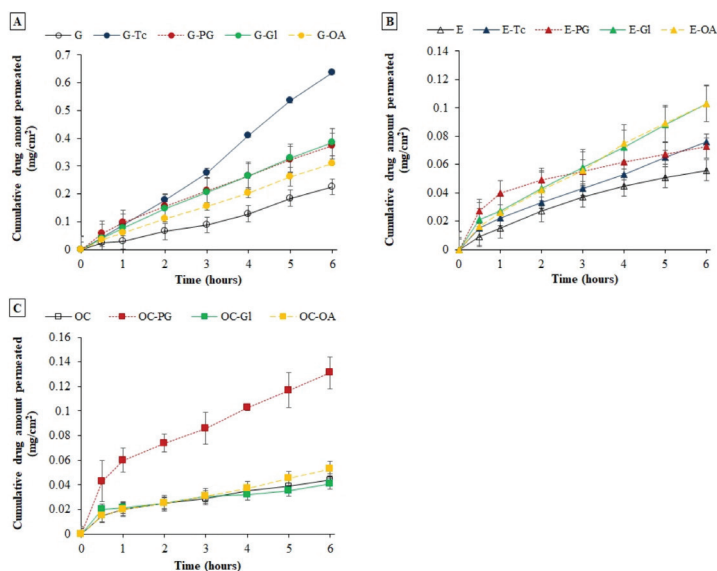 A
G G-Tc G-PG G-Gl G-OA
Cumulative drug amount permeated
(mg/cm²)
0.7
0.6
0.5
0.4
0.3
0.2
0.1
0
0 1 2 3 4 5 6
Time (hours)
B
E E-Tc E-PG E-Gl E-OA
Cumulative drug amount permeated
(mg/cm²)
0.14
0.12
0.1
0.08
0.06
0.04
0.02
0
0 1 2 3 4 5 6
Time (hours)
C
OC OC-PG OC-Gl OC-OA
Cumulative drug amount permeated
(mg/cm²)
0.16
0.14
0.12
0.1
0.08
0.06
0.04
0.02
0
0 1 2 3 4 5 6
Time (hours)